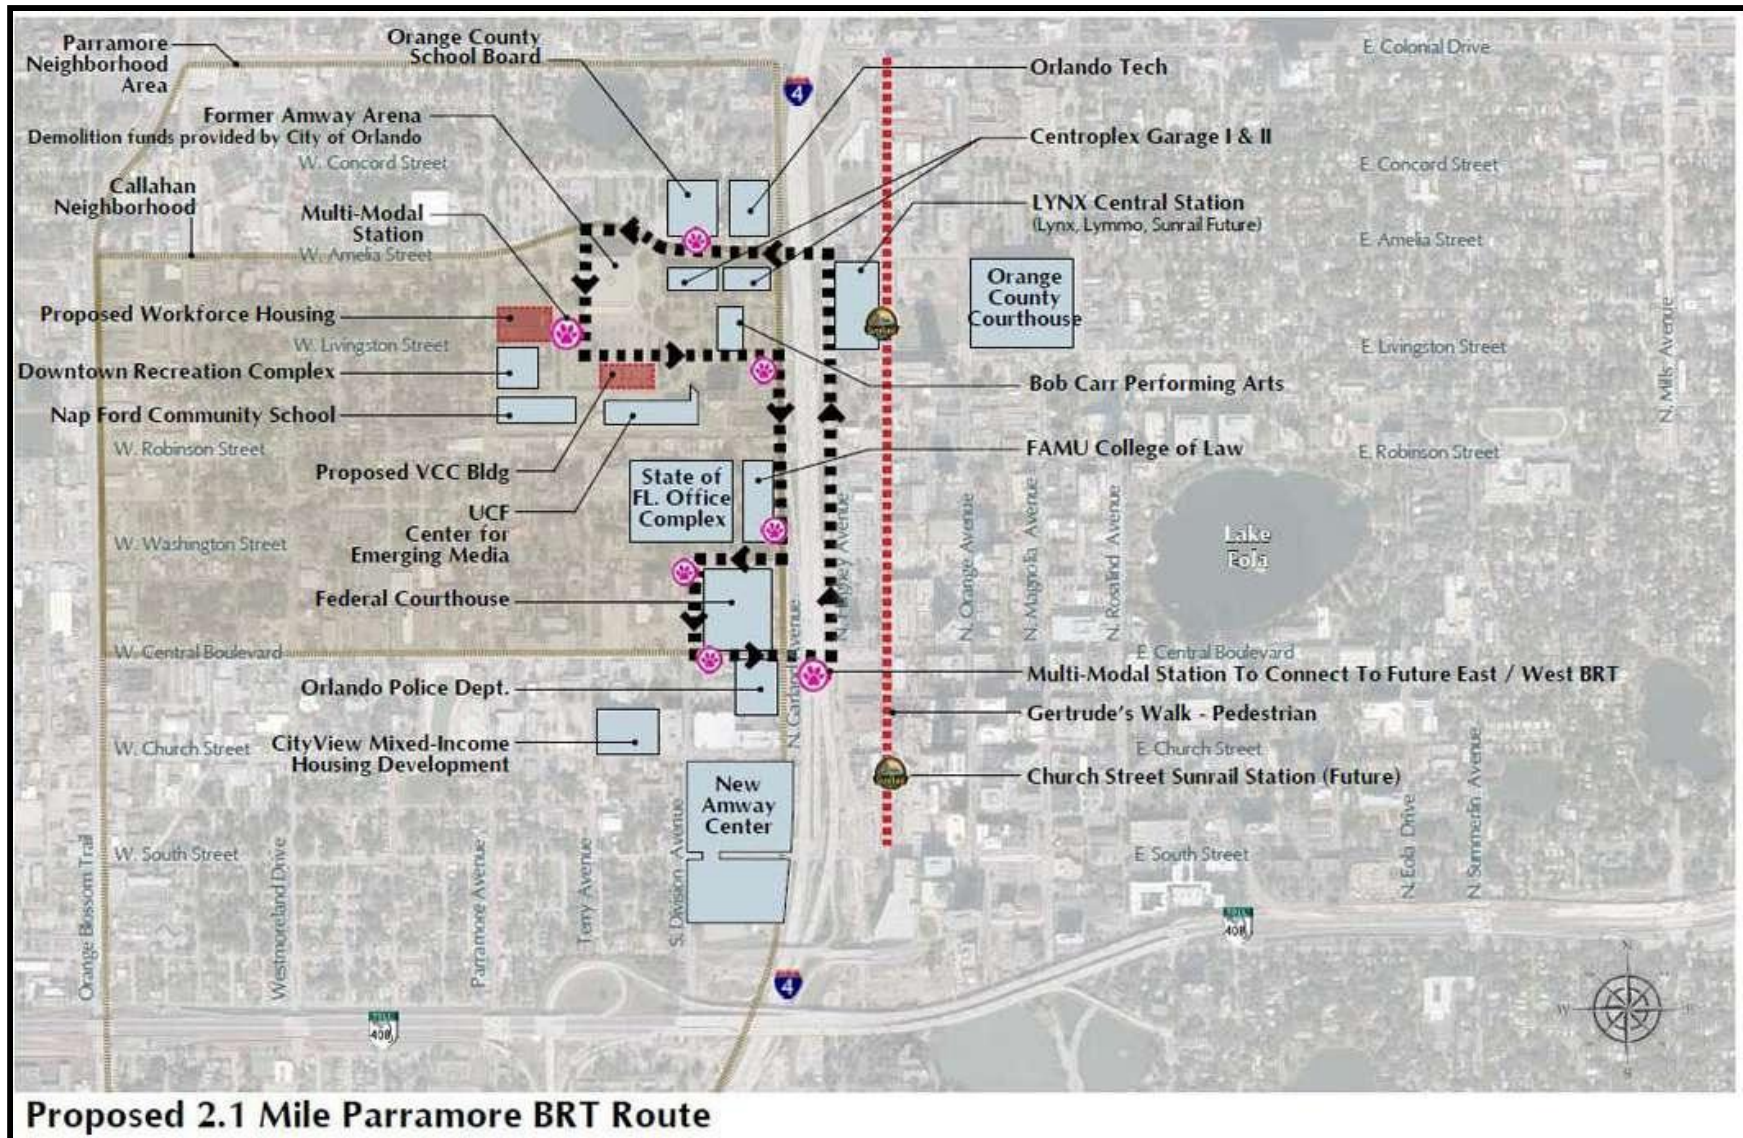 Parramore
Neighborhood
Area
Orange County
School Board
E. Colonial Drive
Orlando Tech
4
Former Amway Arena
Demolition funds provided by City of Orlando
Centroplex Garage I & II
W. Concord Street
E. Concord Street
Callahan
Neighborhood
Multi-Modal
Station
LYNX Central Station
(Lynx, Lymmo, Sunrail Future)
W. Amelia Street
E. Amelia Street
Orange
County
Courthouse
Proposed Workforce Housing
W. Livingston Street
E. Livingston Street
N. Mills Avenue
Downtown Recreation Complex
Bob Carr Performing Arts
Nap Ford Community School
W. Robinson Street
FAMU College of Law
E. Robinson Street
Proposed VCC Bldg
State of
FL. Office
Complex
UCF
Center for
Emerging Media
W. Washington Street
Lake
Eola
N. Hughey Avenue
N. Orange Avenue
N. Magnolia Avenue
N. Rosalind Avenue
Federal Courthouse
N. Garland Avenue
W. Central Boulevard
E. Central Boulevard
Multi-Modal Station To Connect To Future East / West BRT
Orlando Police Dept.
Gertrude's Walk - Pedestrian
W. Church Street
CityView Mixed-Income
Housing Development
E. Church Street
Church Street Sunrail Station (Future)
New
Amway
Center
W. South Street
E. South Street
Orange Blossom Trail
Westmoreland Drive
Parramore Avenue
Terry Avenue
S. Division Avenue
N. Eola Drive
N. Summerlin Avenue
TOLL
408
4
TOLL
408
N
W
E
S
Proposed 2.1 Mile Parramore BRT Route